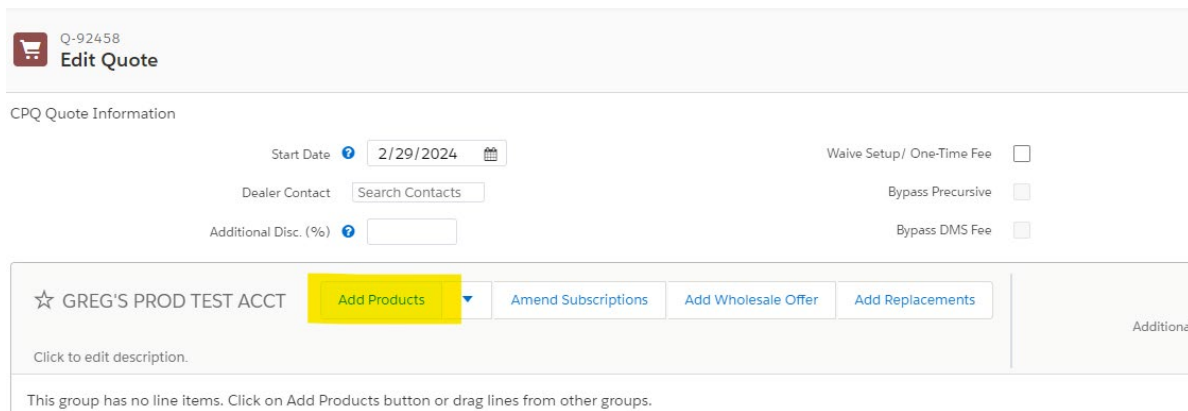 Q-92458
Edit Quote
CPQ Quote Information
Start Date ? 2/29/2024
Waive Setup/ One-Time Fee
Dealer Contact Search Contacts
Bypass Precursive
Additional Disc. (%) ?
Bypass DMS Fee
GREG'S PROD TEST ACCT Add Products Amend Subscriptions Add Wholesale Offer Add Replacements
Additiona
Click to edit description.
This group has no line items. Click on Add Products button or drag lines from other groups.